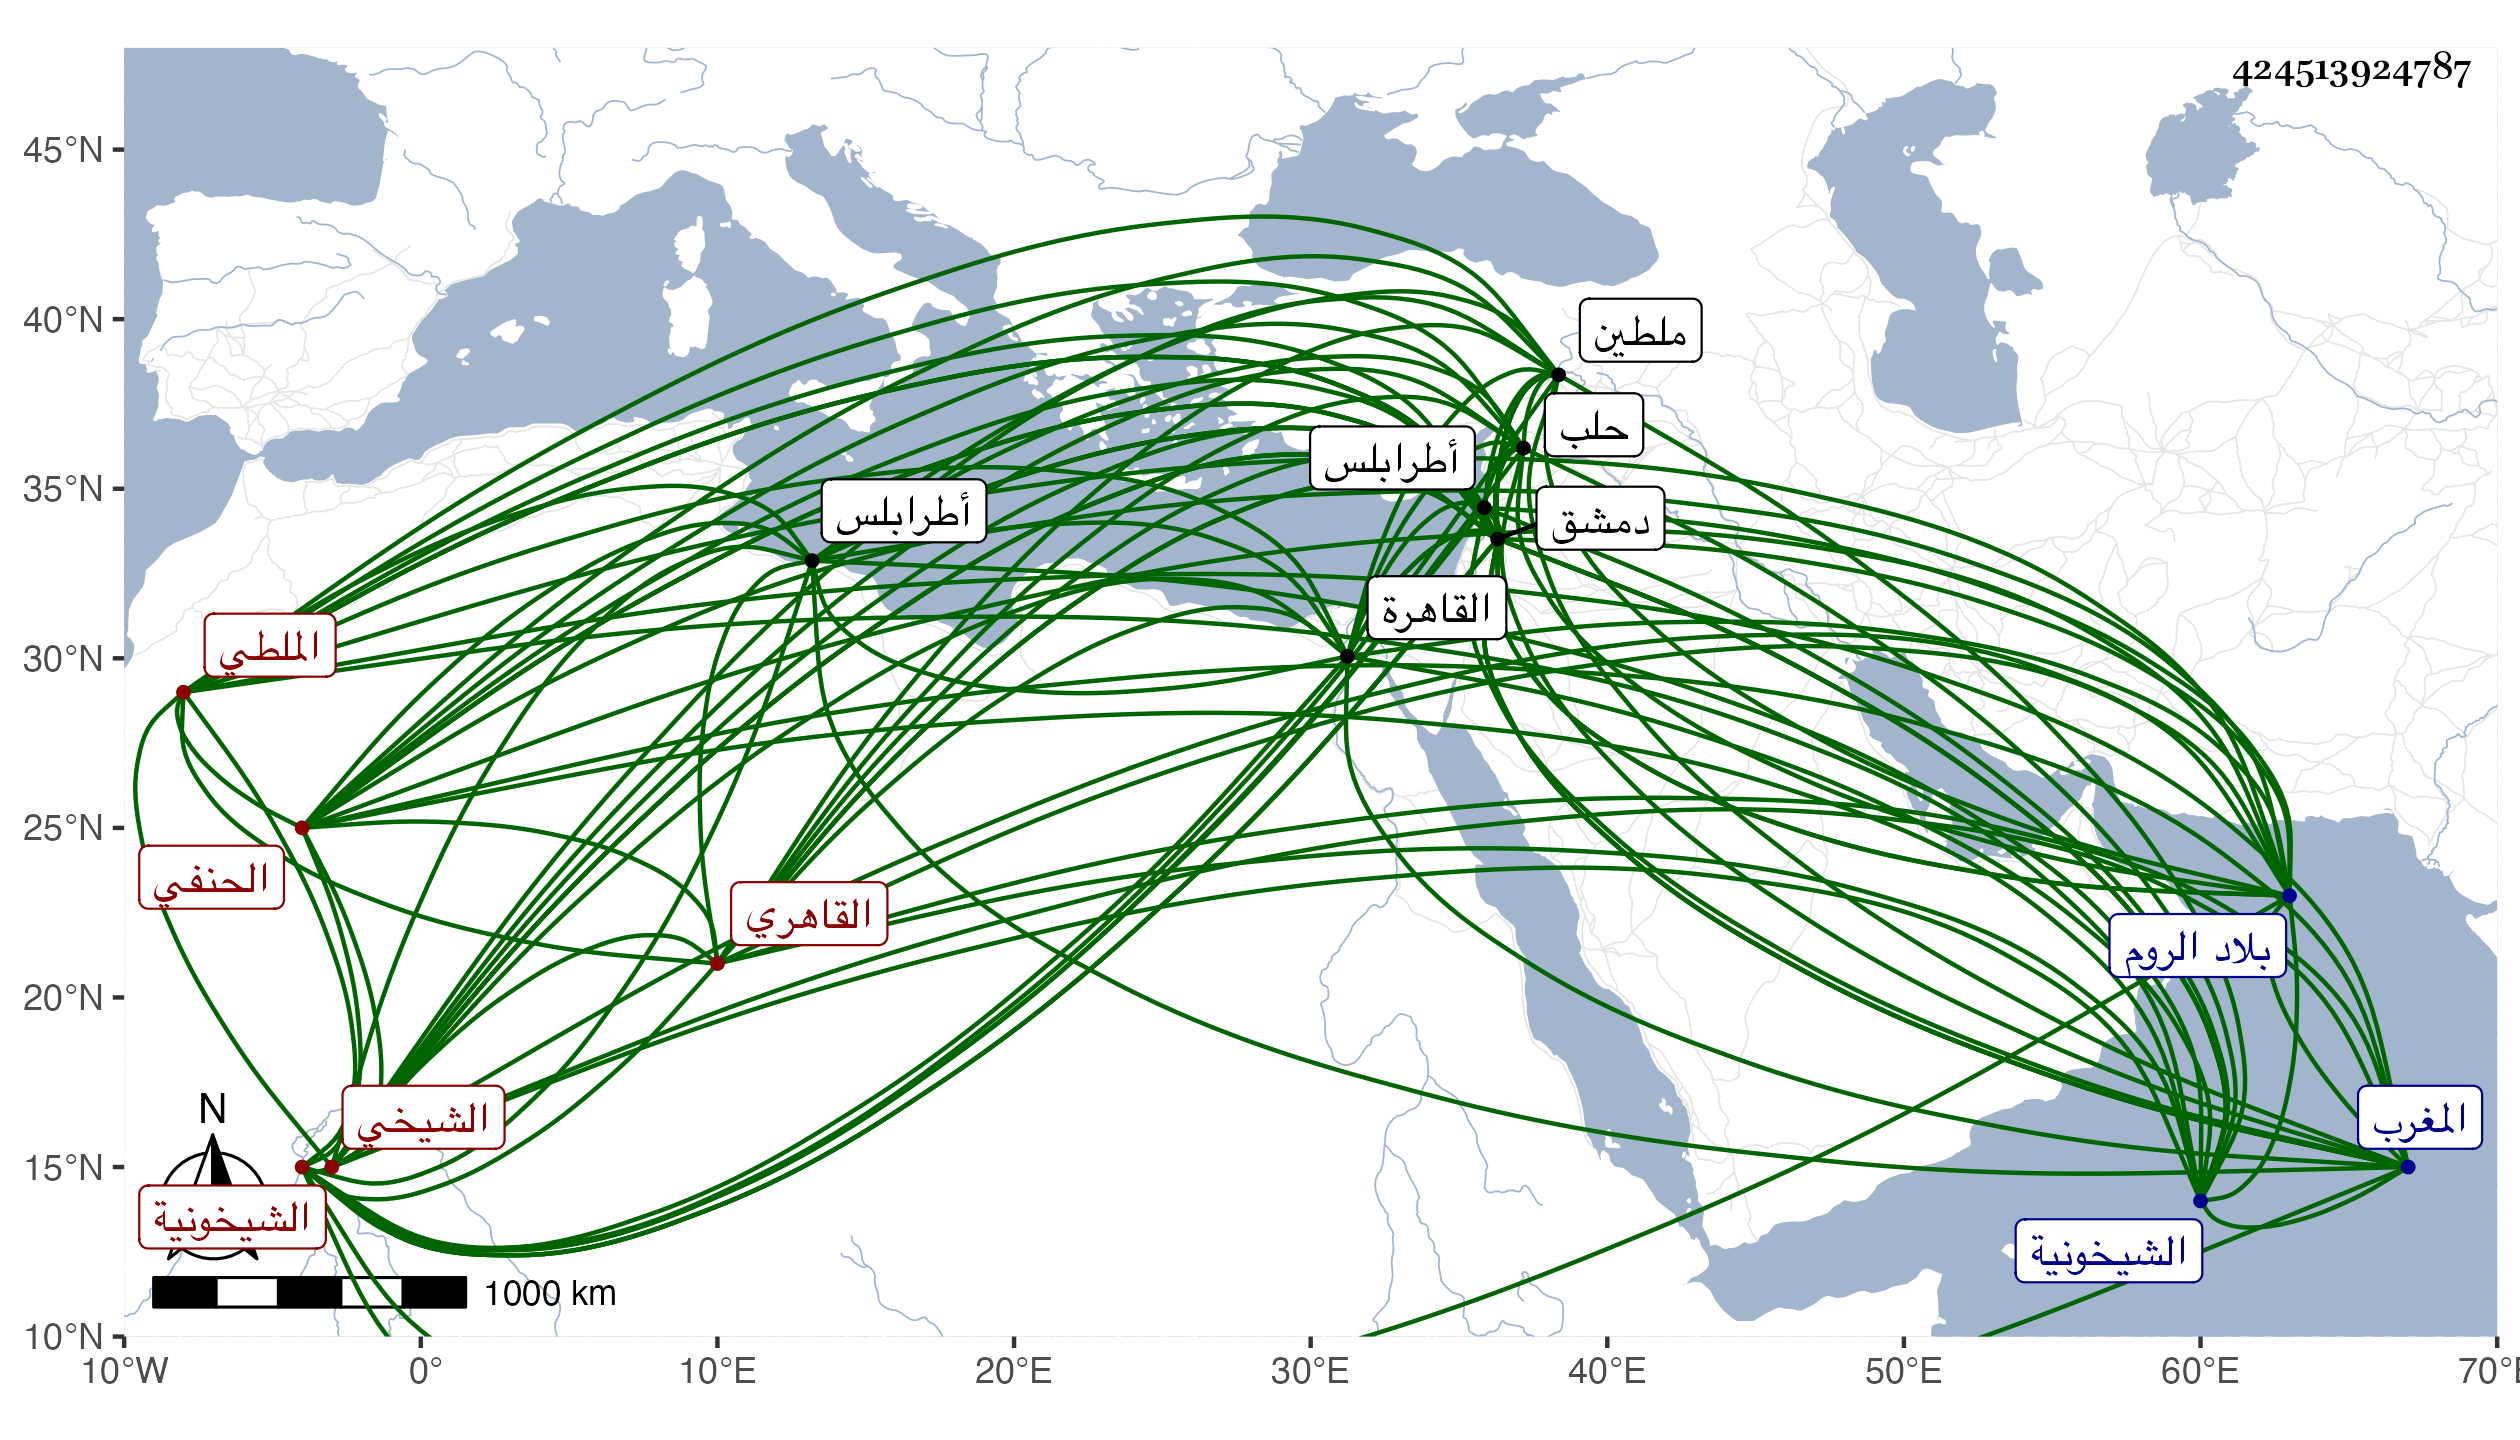 424513924787
45°N
40°N
35°N
30°N
25°N
20°N
15°N
10°N
10°W
0°
10°E
20°E
30°E
40°E
50°E
60°E
70°E
ملطين
حلب
أطرابلس
أطرابلس
دمشق
القاهرة
الملطي
الحنفي
القاهري
بلاد الروم
الشيخي
المغرب
الشيخونية
الشيخونية
N
1000 km